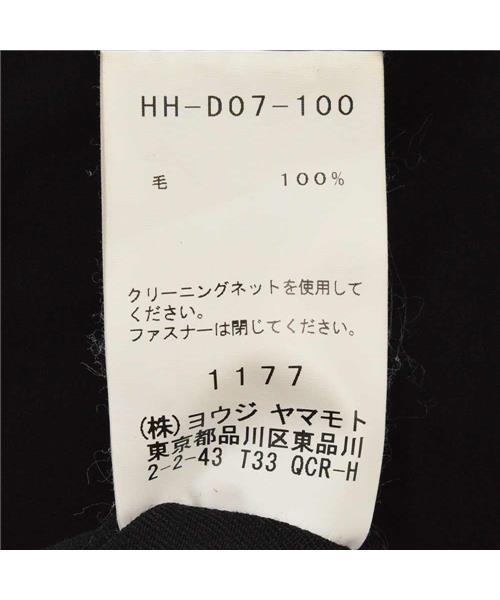 HH-D07-100
毛 100%
クリーニングネットを使用して
ください。
ファスナーは閉じてください。
1177
(株)ヨウジ ヤマモト
東京都品川区東品川
2-2-43 T33 QCR-H